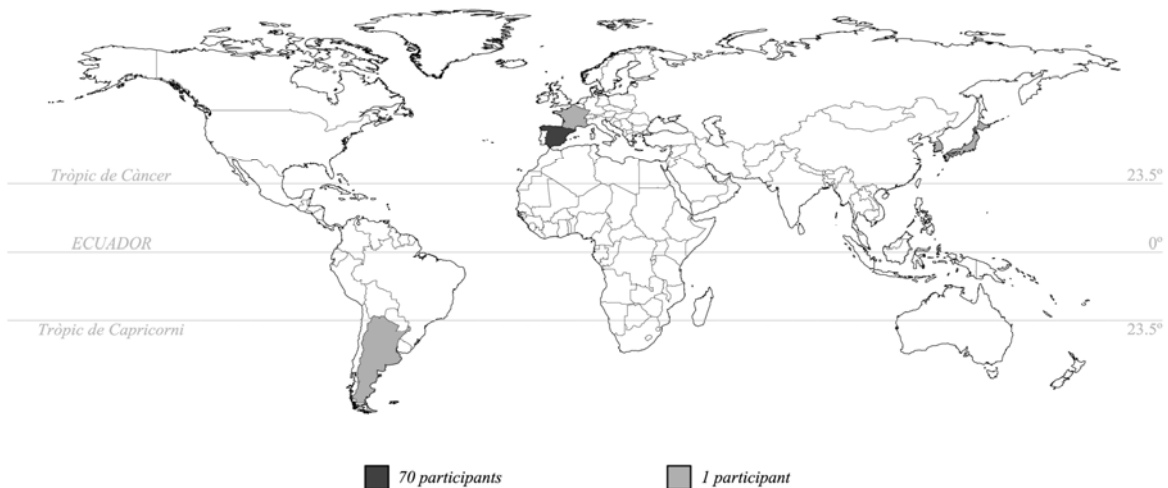 Tròpic de Càncer 23.5º
ECUADOR 0º
Tròpic de Capricorni 23.5º
70 participants 1 participant